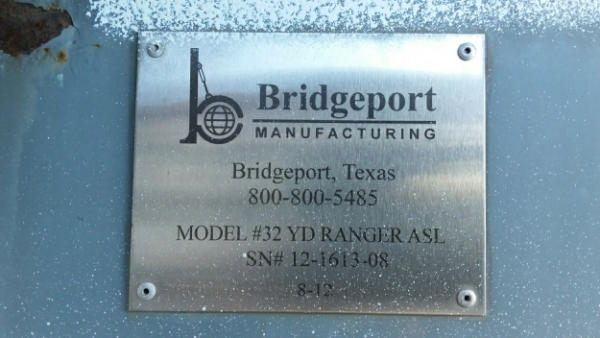 Bridgeport
MANUFACTURING
Bridgeport, Texas
800-800-5485
MODEL #32 YD RANGER ASL
SN# 12-1613-08
8-12